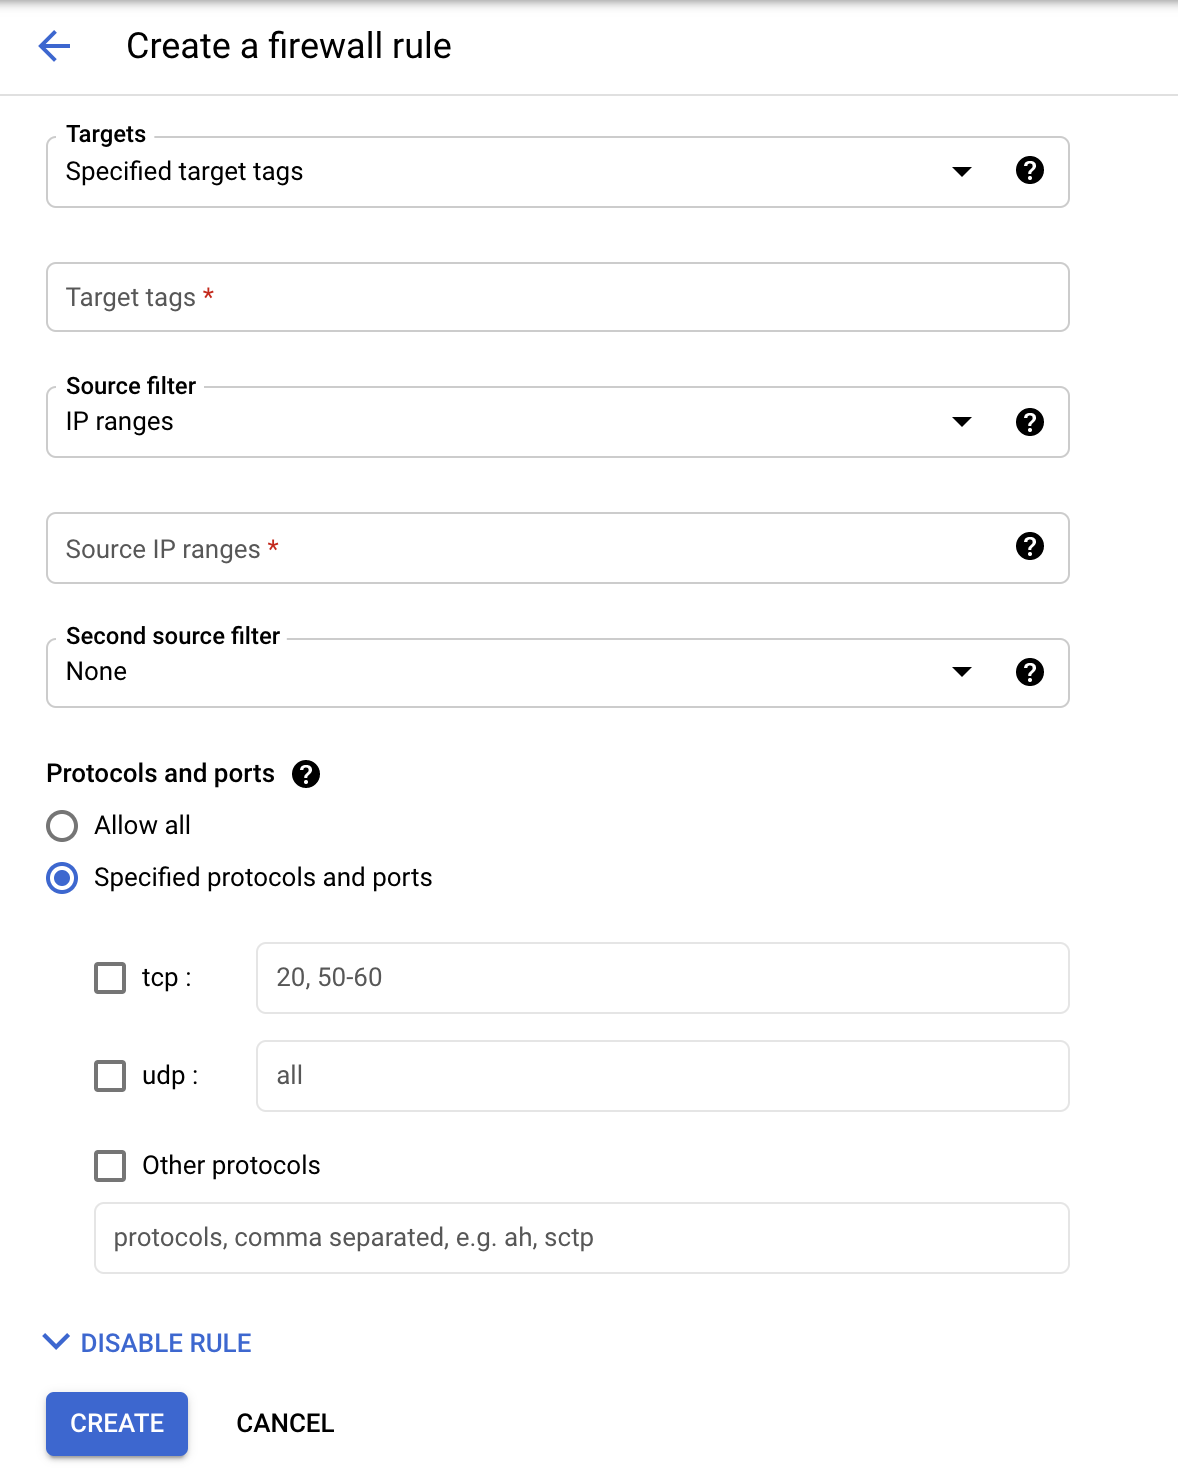 Create a firewall rule
Targets
Specified target tags
Target tags *
Source filter
IP ranges
Source IP ranges *
Second source filter
None
Protocols and ports
Allow all
Specified protocols and ports
tcp : 20, 50-60
udp : all
Other protocols
protocols, comma separated, e.g. ah, sctp
DISABLE RULE
CREATE CANCEL